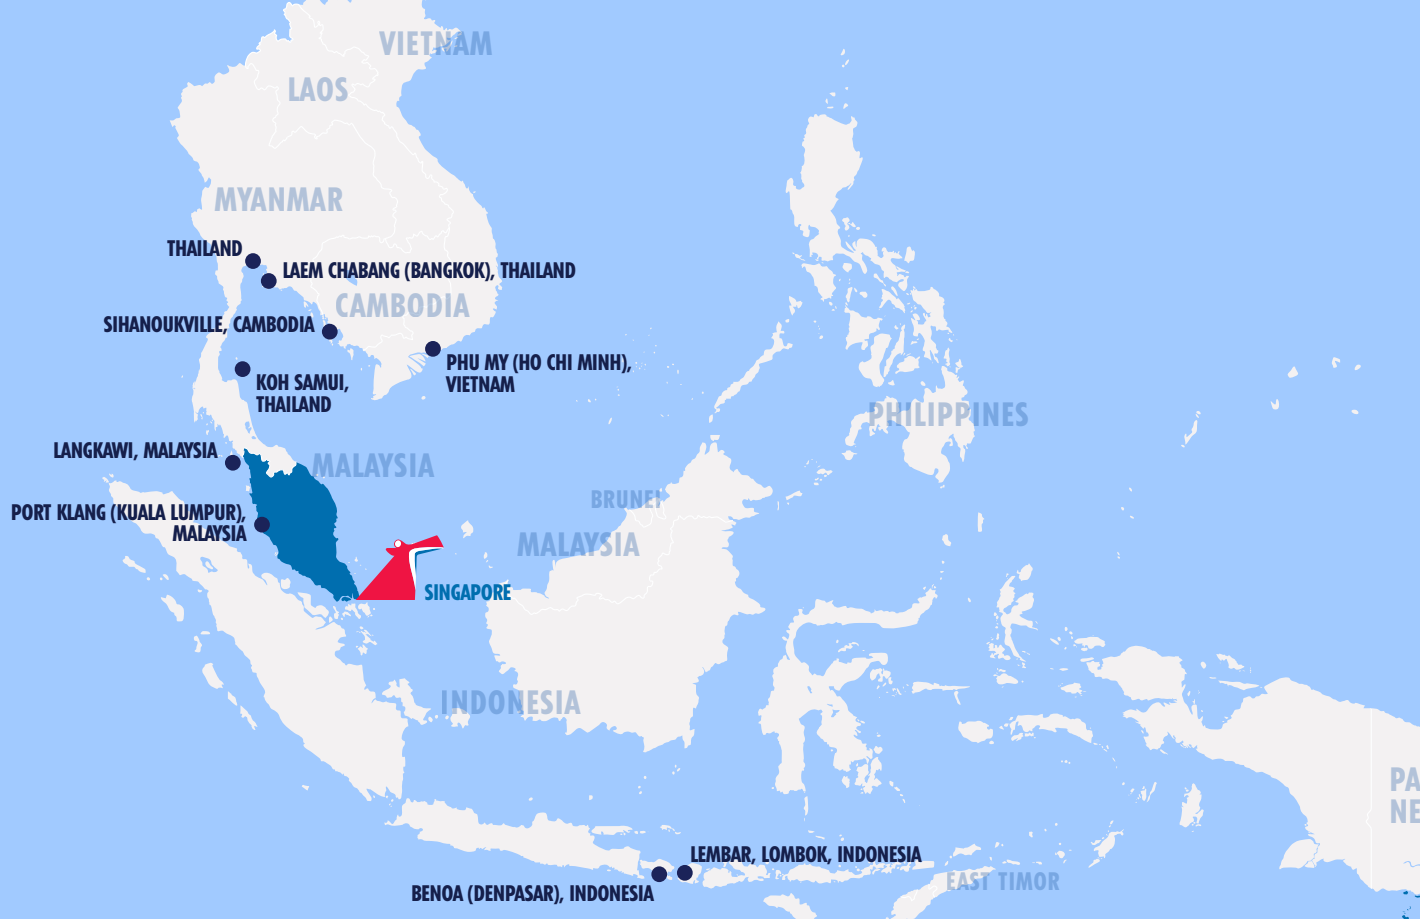 VIETNAM
LAOS
MYANMAR
THAILAND
LAEM CHABANG (BANGKOK), THAILAND
CAMBODIA
SIHANOUKVILLE, CAMBODIA
PHU MY (HO CHI MINH),
VIETNAM
KOH SAMUI,
THAILAND
PHILIPPINES
LANGKAWI, MALAYSIA
MALAYSIA
BRUNEI
PORT KLANG (KUALA LUMPUR),
MALAYSIA
MALAYSIA
SINGAPORE
INDONESIA
PA
NE
LEMBAR, LOMBOK, INDONESIA
EAST TIMOR
BENOA (DENPASAR), INDONESIA